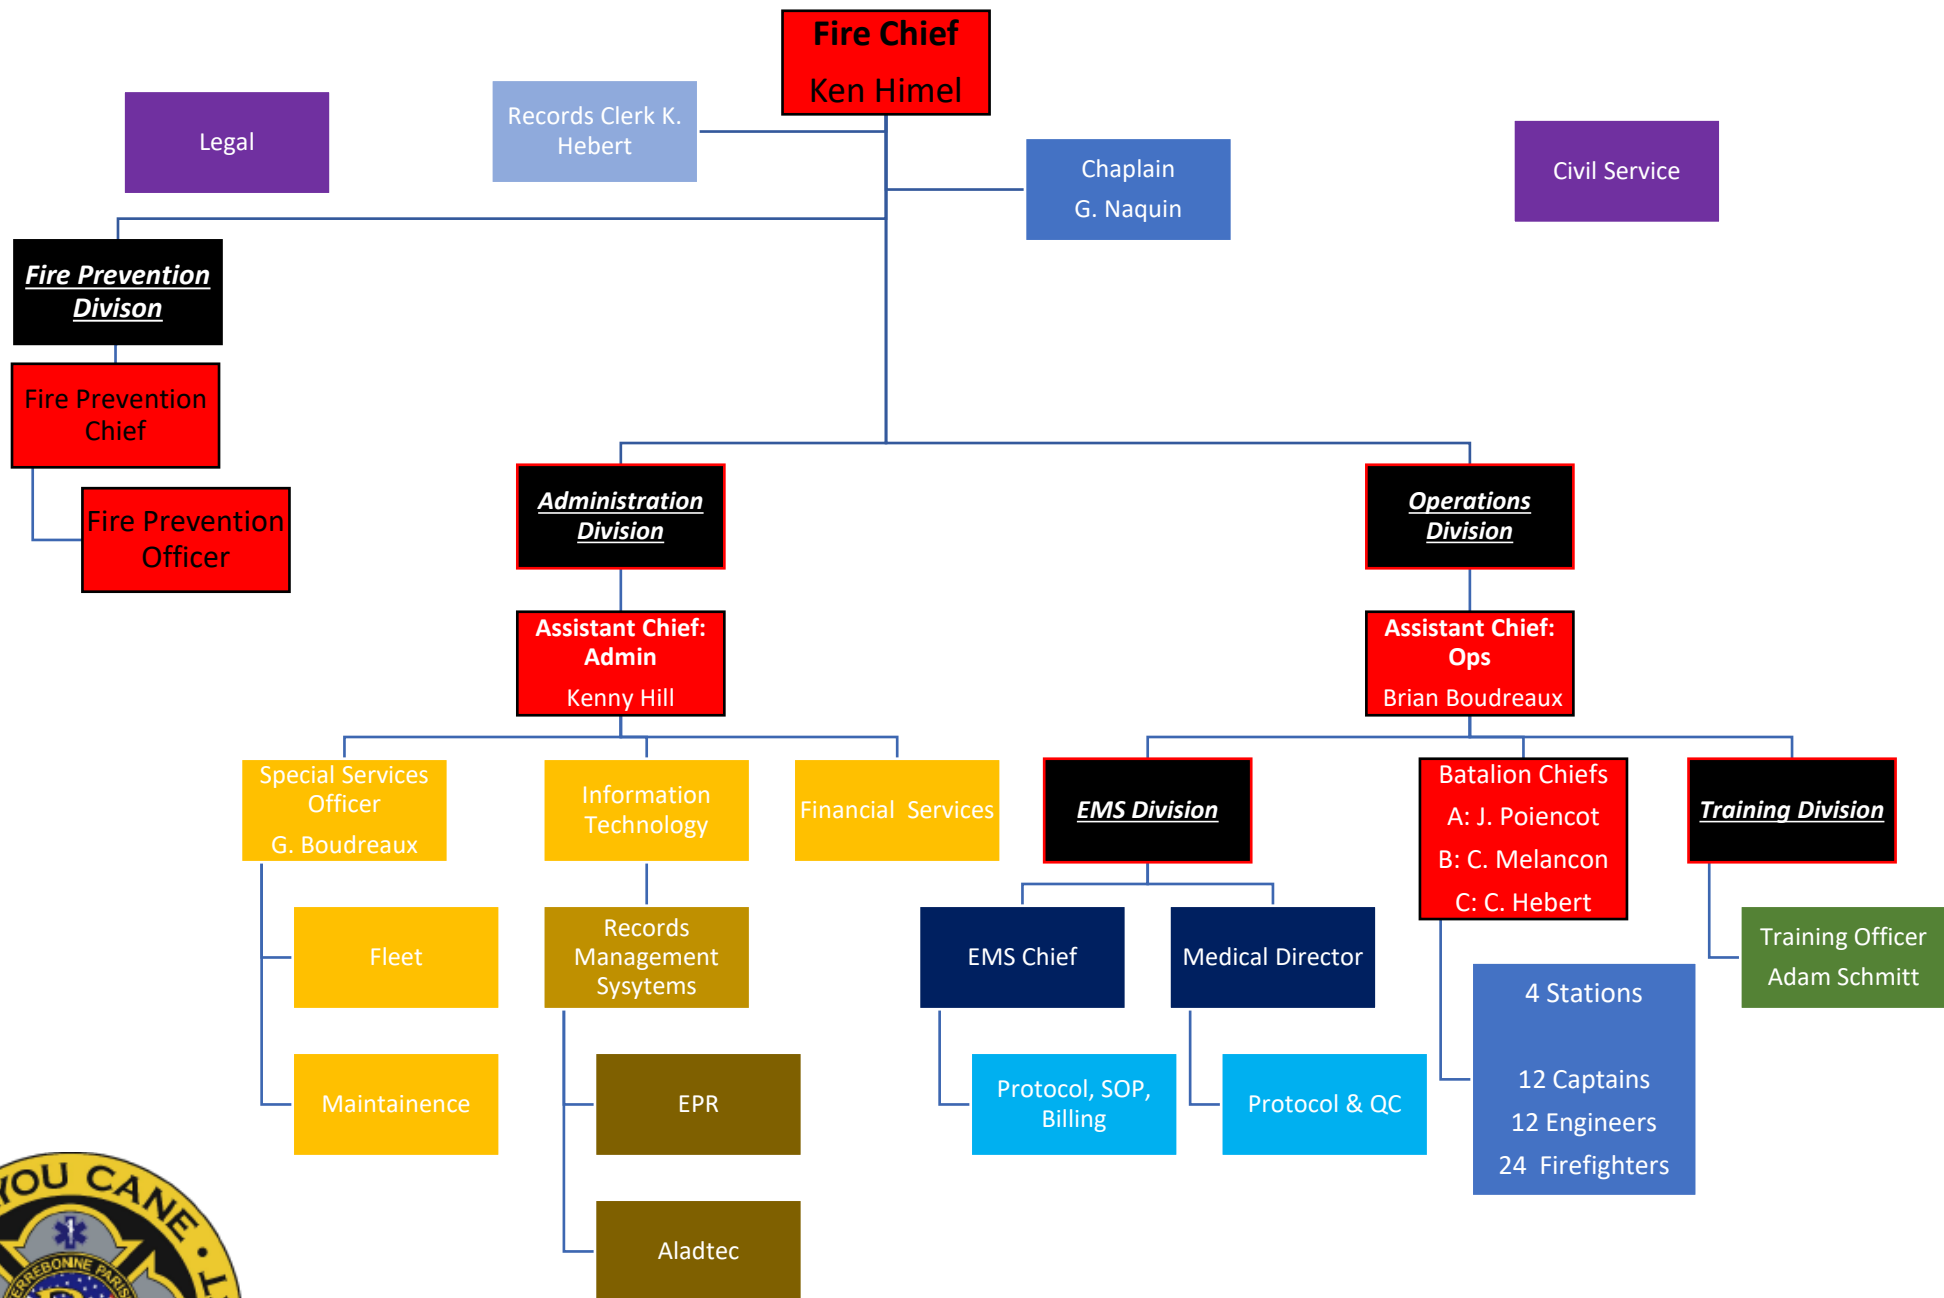 Fire Chief
Ken Himel
Legal
Records Clerk K.
Hebert
Chaplain
G. Naquin
Civil Service
Fire Prevention
Divison
Fire Prevention
Chief
Fire Prevention
Officer
Administration
Division
Operations
Division
Assistant Chief:
Admin
Kenny Hill
Assistant Chief:
Ops
Brian Boudreaux
Special Services
Officer
G. Boudreaux
Information
Technology
Financial  Services
EMS Division
Batalion Chiefs
A: J. Poiencot
B: C. Melancon
C: C. Hebert
Training Division
Fleet
Records
Management
Sysytems
EMS Chief
Medical Director
4 Stations
12 Captains
12 Engineers
24  Firefighters
Training Officer
Adam Schmitt
Maintainence
EPR
Protocol, SOP,
Billing
Protocol & QC
Aladtec
YOU CANE